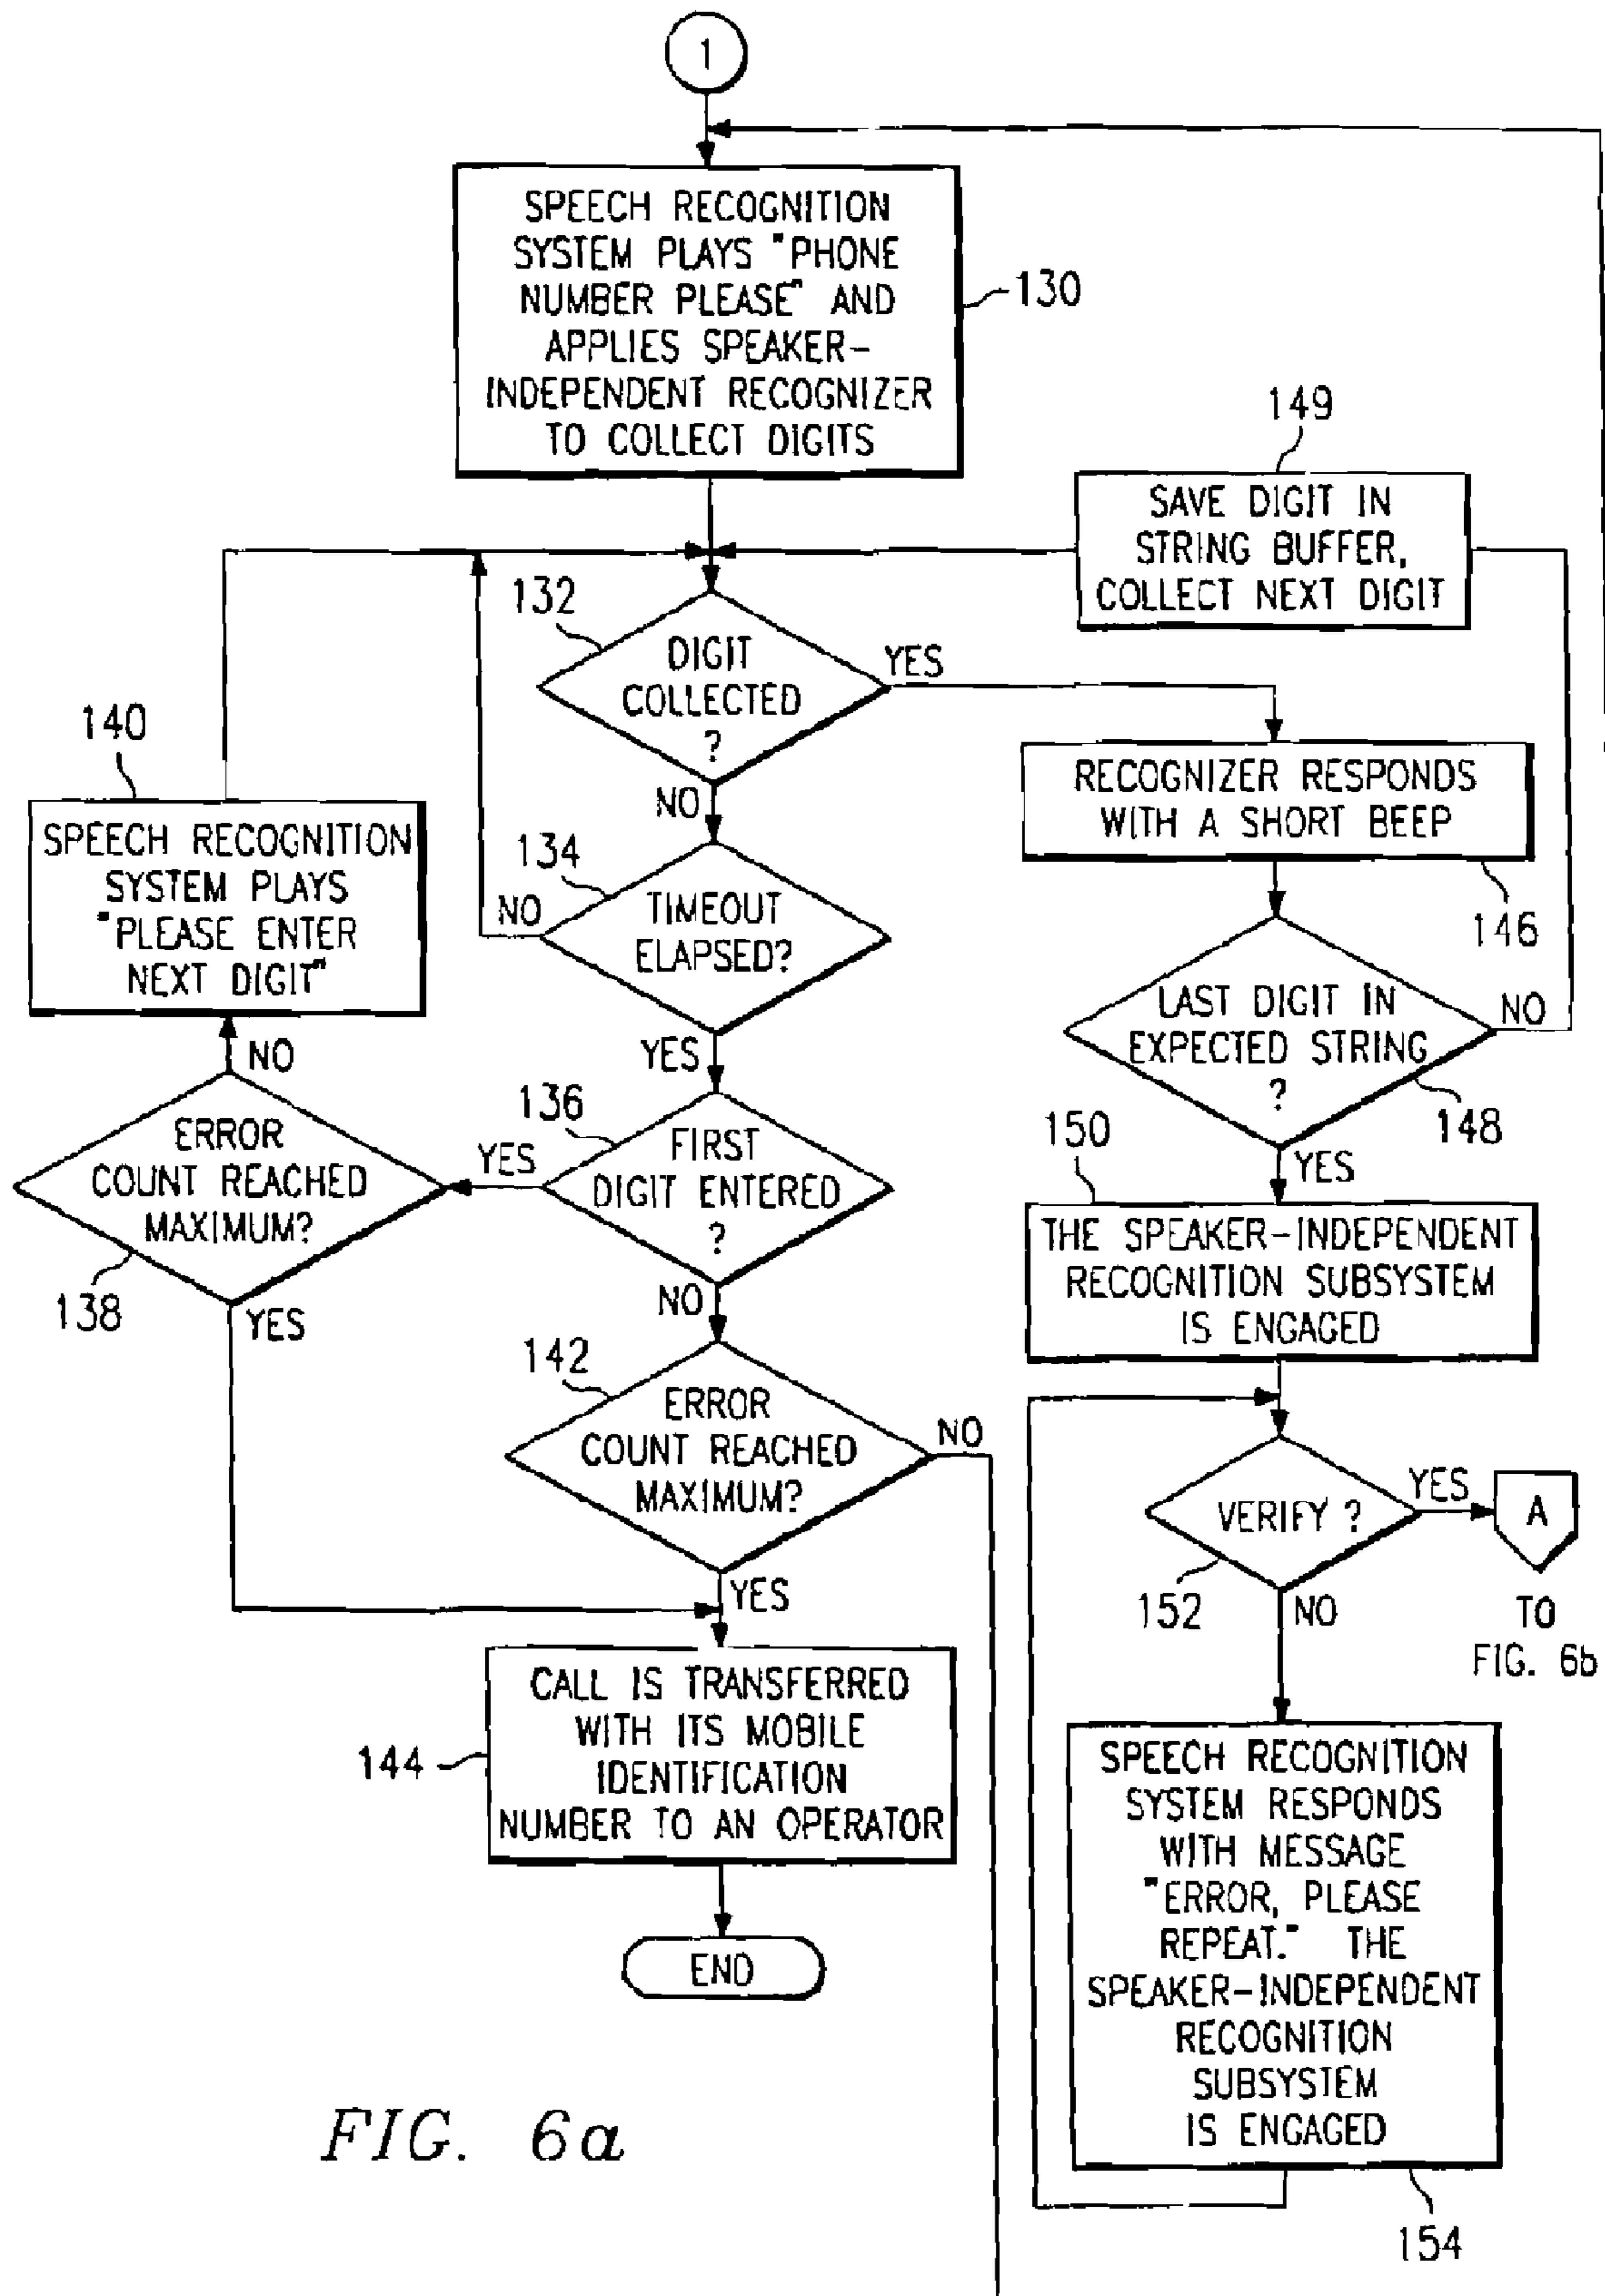 1
SPEECH RECOGNITION
SYSTEM PLAYS "PHONE
NUMBER PLEASE" AND
APPLIES SPEAKER-
INDEPENDENT RECOGNIZER
TO COLLECT DIGITS
130
149
SAVE DIGIT IN
STRING BUFFER,
COLLECT NEXT DIGIT
132
DIGIT
COLLECTED
?
YES
NO
140
SPEECH RECOGNITION
SYSTEM PLAYS
"PLEASE ENTER
NEXT DIGIT"
RECOGNIZER RESPONDS
WITH A SHORT BEEP
146
134
TIMEOUT
ELAPSED?
NO
YES
LAST DIGIT IN
EXPECTED STRING
?
NO
148
YES
NO
ERROR
COUNT REACHED
MAXIMUM?
138
YES
136
FIRST
DIGIT ENTERED
?
YES
NO
150
THE SPEAKER-INDEPENDENT
RECOGNITION SUBSYSTEM
IS ENGAGED
142
ERROR
COUNT REACHED
MAXIMUM?
NO
YES
VERIFY ?
YES
A
TO
FIG. 6b
152
NO
144
CALL IS TRANSFERRED
WITH ITS MOBILE
IDENTIFICATION
NUMBER TO AN OPERATOR
END
SPEECH RECOGNITION
SYSTEM RESPONDS
WITH MESSAGE
"ERROR, PLEASE
REPEAT." THE
SPEAKER-INDEPENDENT
RECOGNITION
SUBSYSTEM
IS ENGAGED
154
FIG. 6a